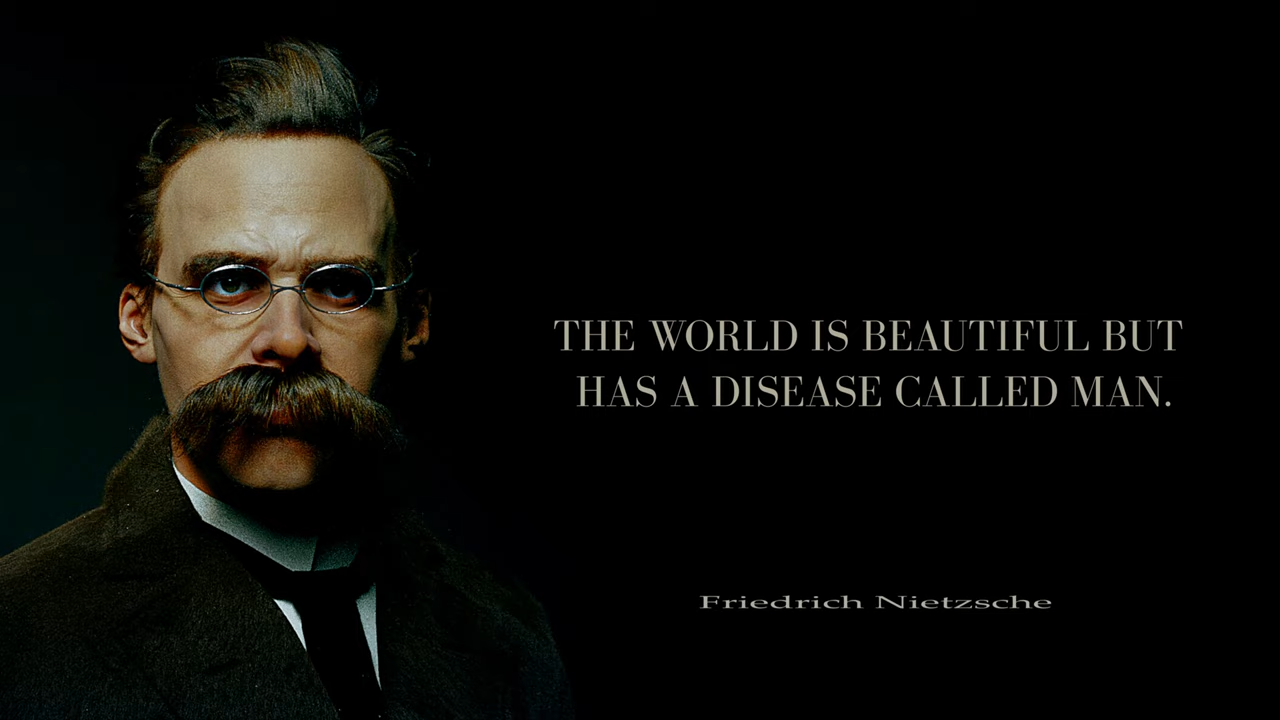 THE WORLD IS BEAUTIFUL BUT
HAS A DISEASE CALLED MAN.
Friedrich Nietzsche